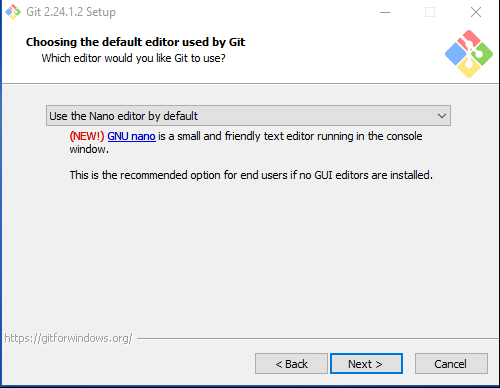 Git 2.24.1.2 Setup
Choosing the default editor used by Git
Which editor would you like Git to use?
Use the Nano editor by default
(NEW!) GNU nano is a small and friendly text editor running in the console
window.
This is the recommended option for end users if no GUI editors are installed.
https://gitforwindows.org/
< Back Next > Cancel